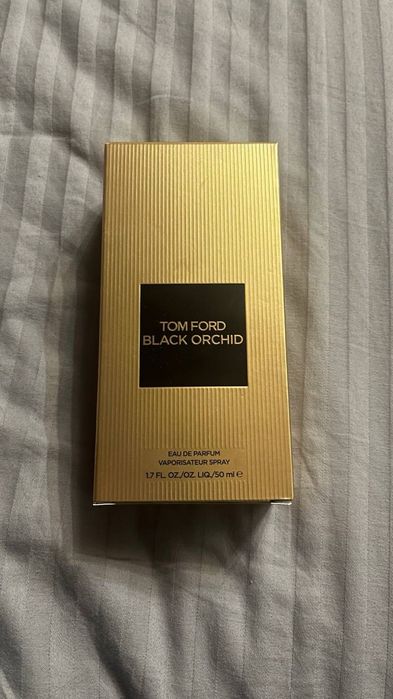 TOM FORD
BLACK ORCHID
EAU DE PARFUM
VAPORISATEUR SPRAY
1.7 FL. OZ./OZ. LIQ./50 ml ℮